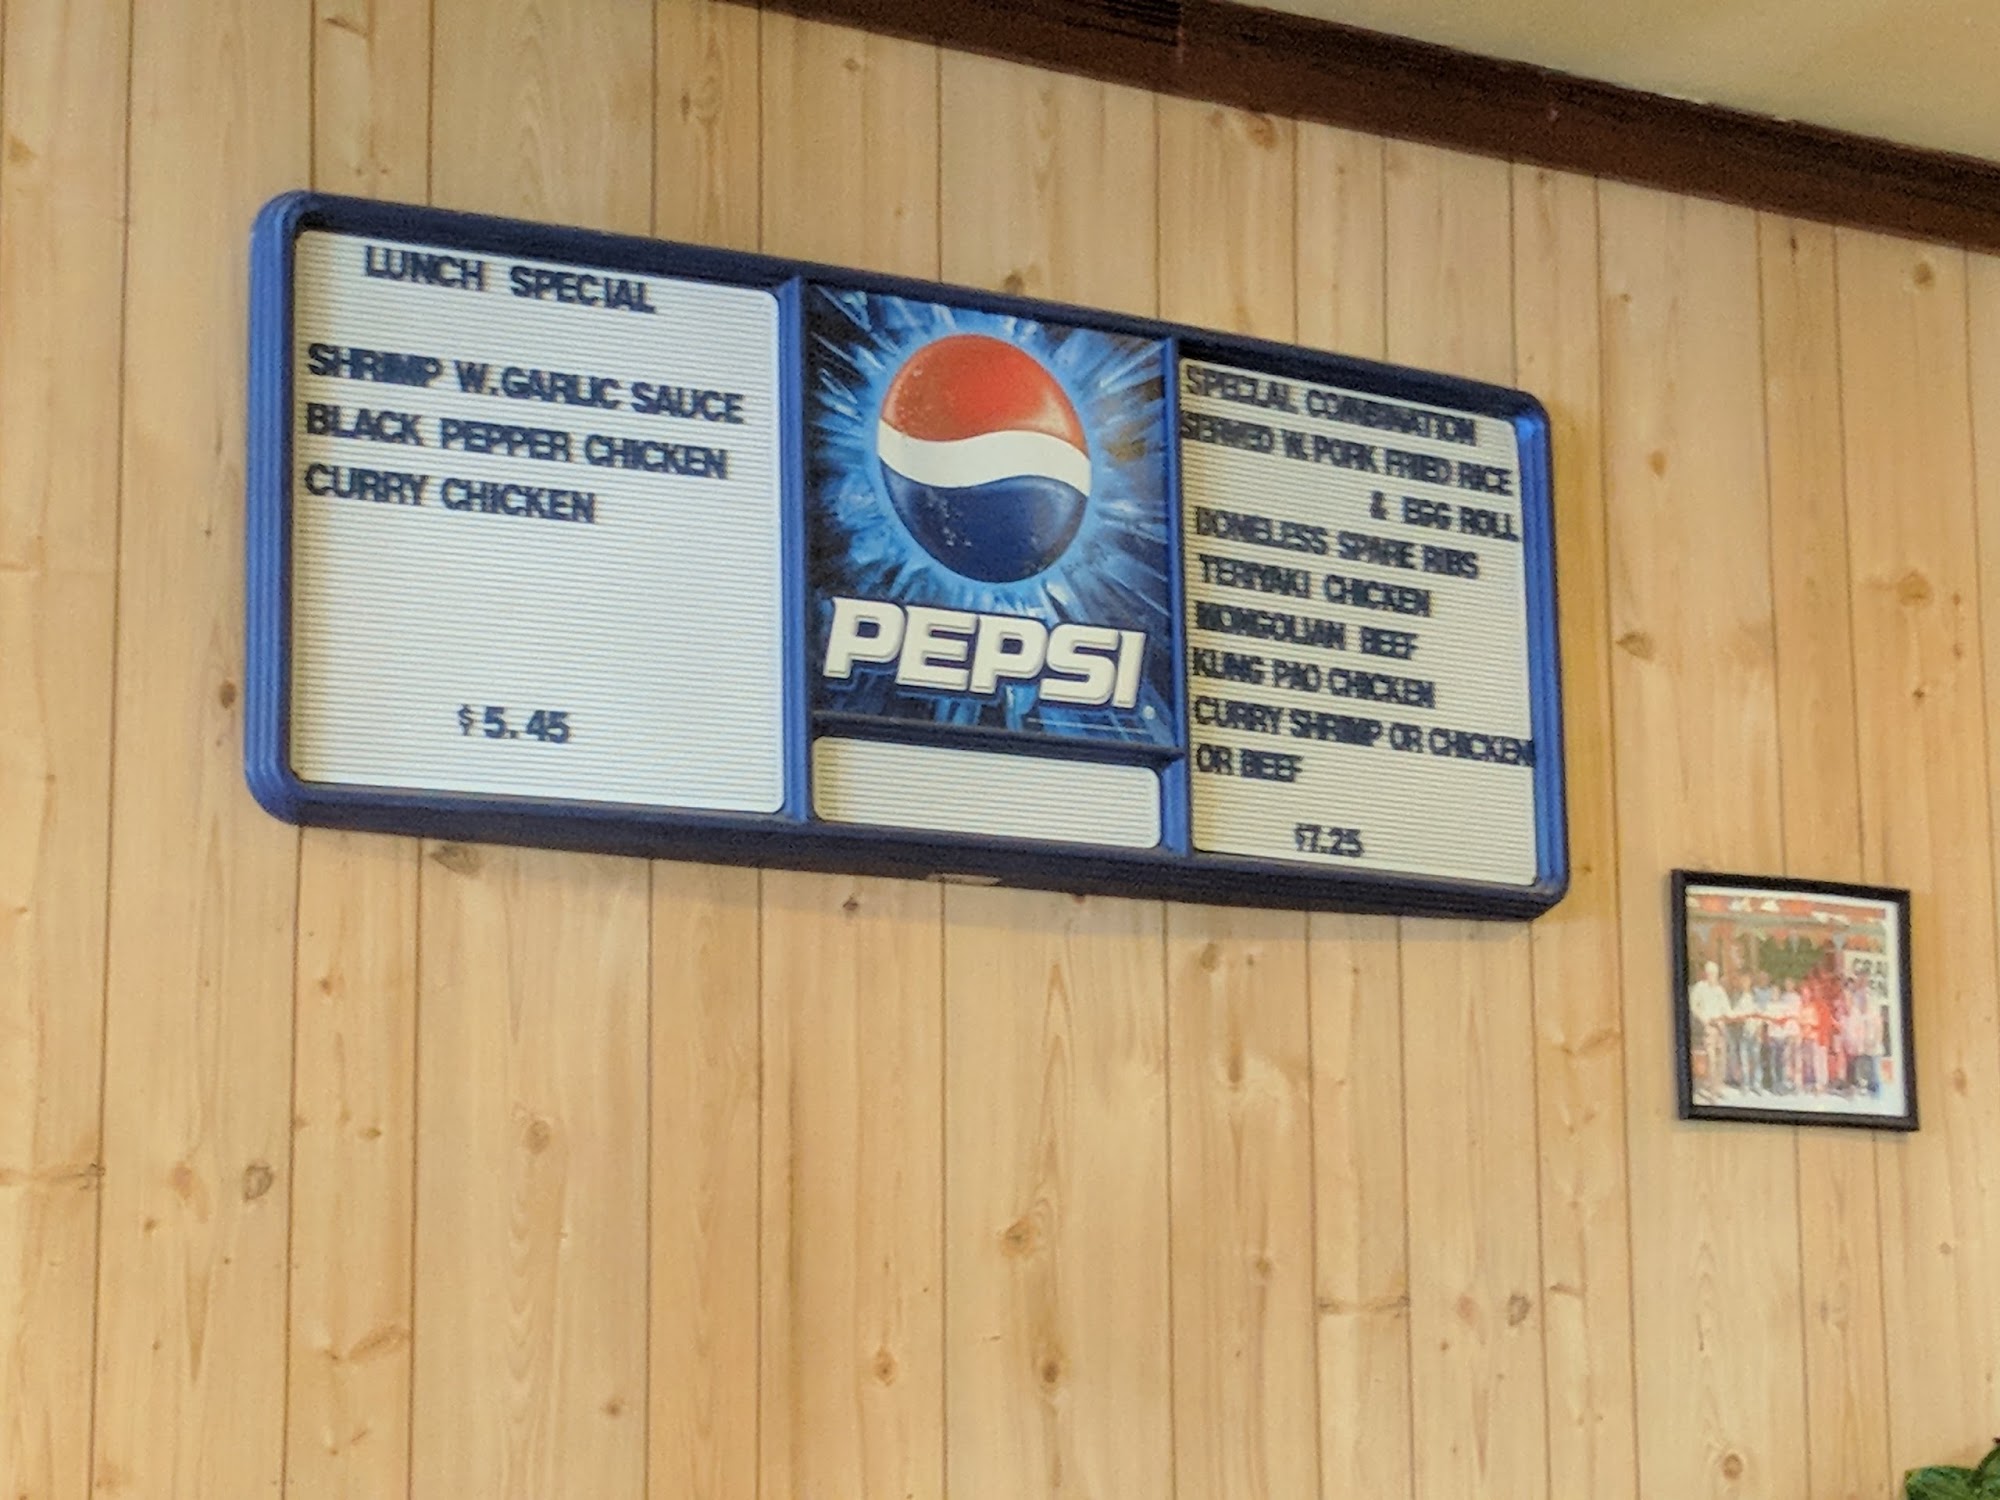 LUNCH SPECIAL
SHRIMP W.GARLIC SAUCE
BLACK PEPPER CHICKEN
CURRY CHICKEN
$5.45
PEPSI
SPECZAL COMBINATION
SERVED W.PORK FRIED RICE
& EGG ROLL
BONELESS SPARE RIBS
TERIYAKI CHICKEN
MONGOLIAN BEEF
KUNG PAO CHICKEN
CURRY SHRIMP OR CHICKEN
OR BEEF
$7.25
GRA